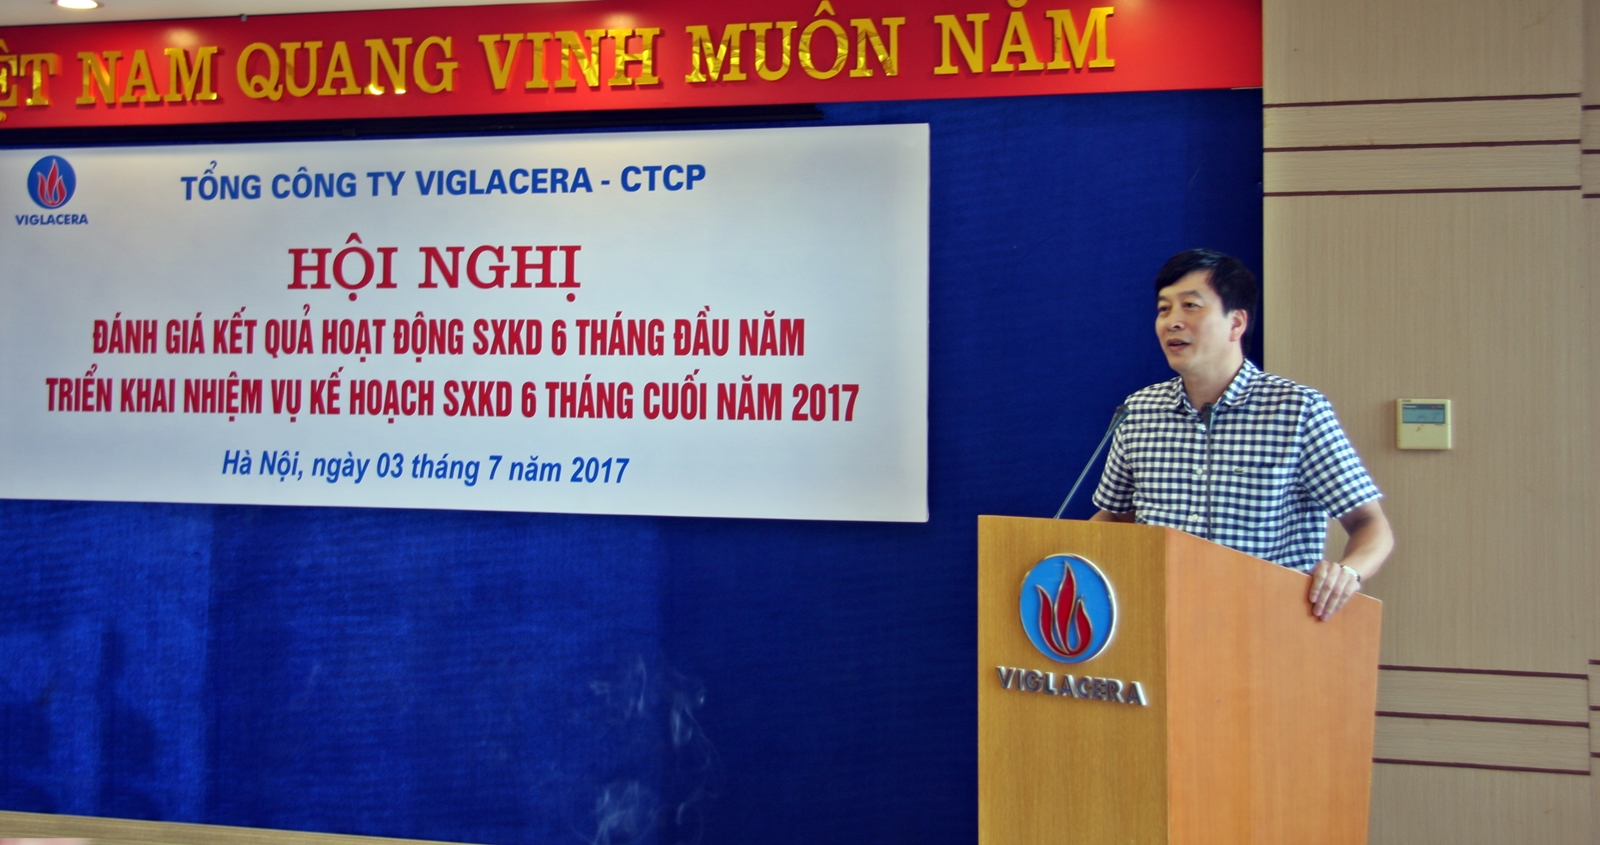 NAM QUANG VINH MUÔN NĂM
VIGLACERA
TỔNG CÔNG TY VIGLACERA - CTCP
HỘI NGHỊ
ĐÁNH GIÁ KẾT QUẢ HOẠT ĐỘNG SXKD 6 THÁNG ĐẦU NĂM
TRIỂN KHAI NHIỆM VỤ KẾ HOẠCH SXKD 6 THÁNG CUỐI NĂM 2017
Hà Nội, ngày 03 tháng 7 năm 2017
VIGLACERA